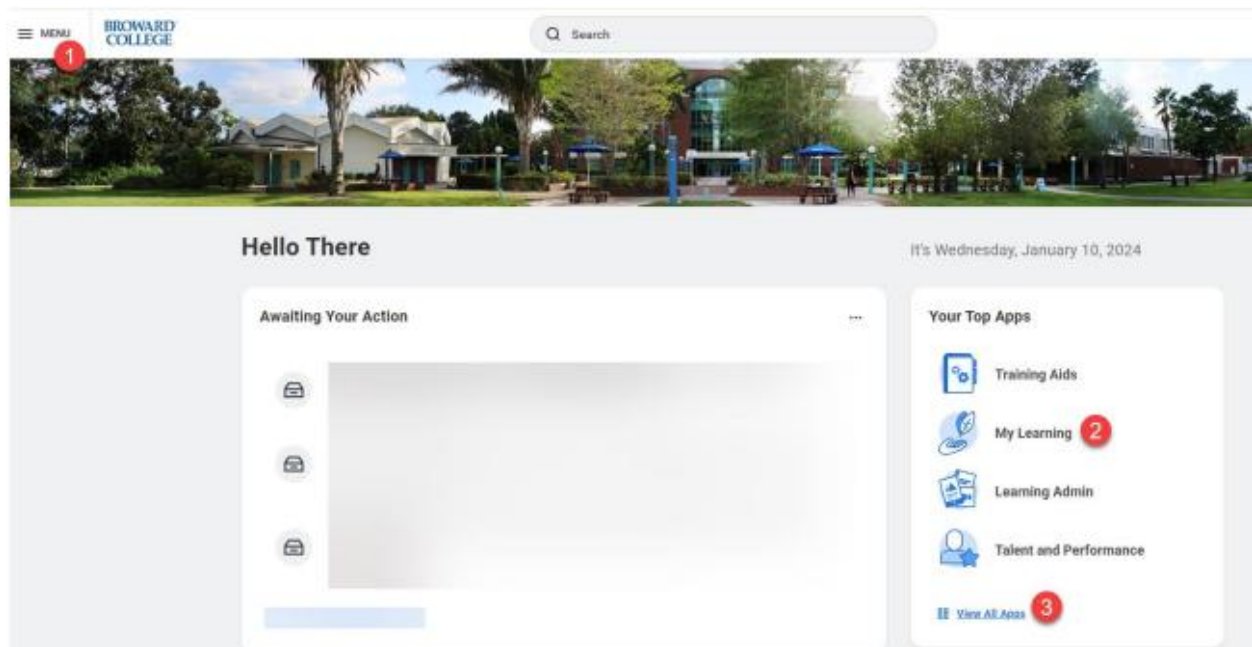 MENU
BROWARD
COLLEGE
Search
1
Hello There
It's Wednesday, January 10, 2024
Awaiting Your Action
...
Your Top Apps
Training Aids
My Learning 2
Learning Admin
Talent and Performance
View All Apps 3